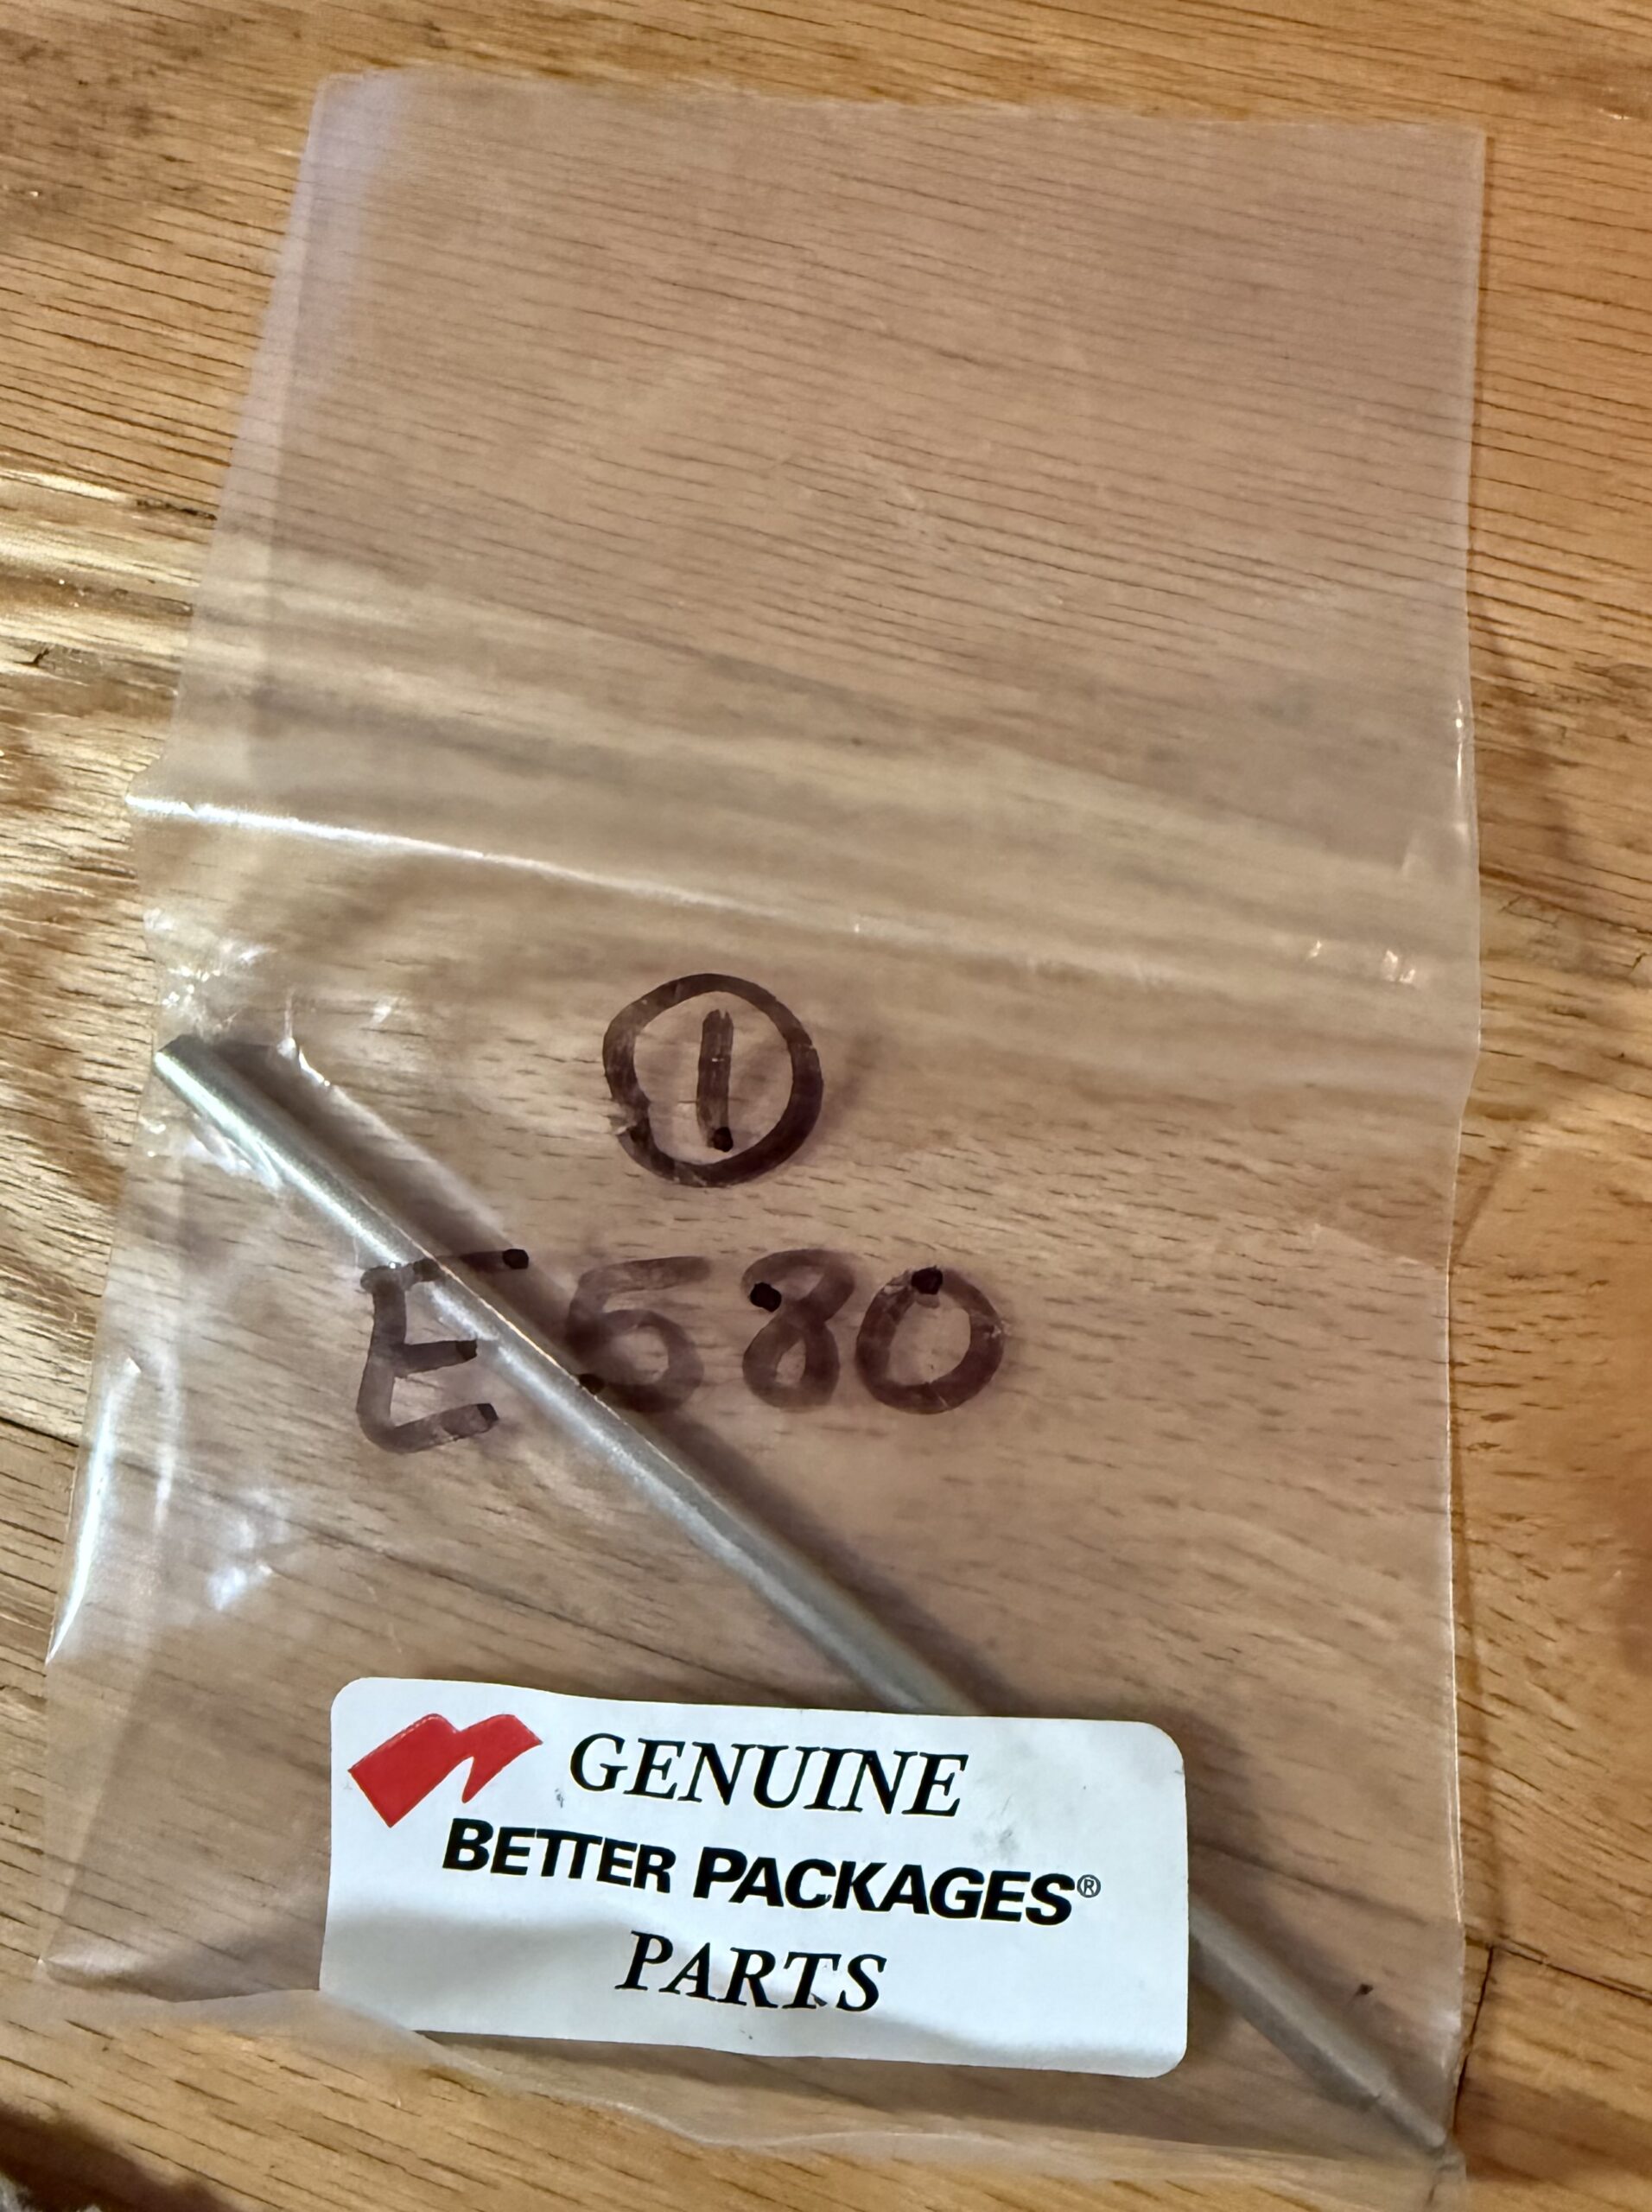 ①
E580
GENUINE
BETTER PACKAGES®
PARTS